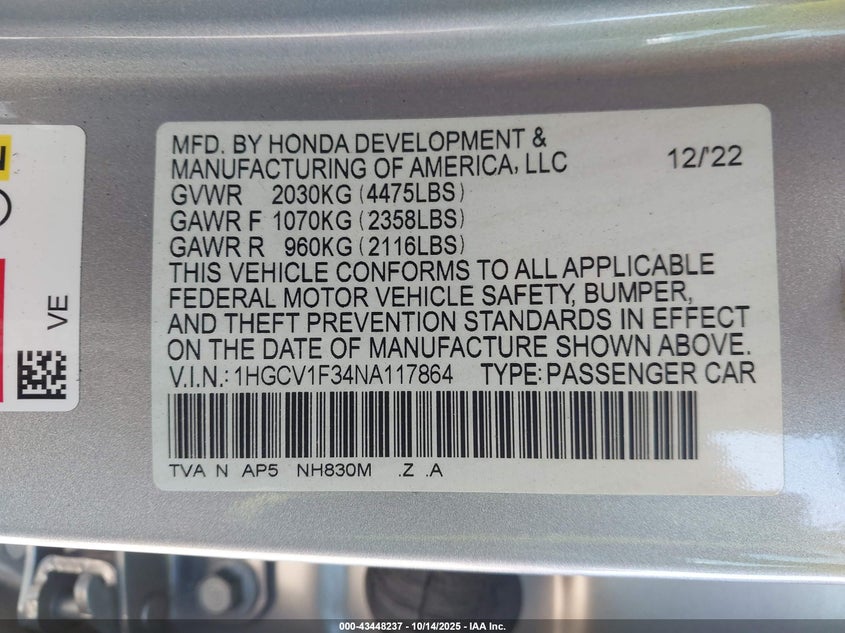 MFD. BY HONDA DEVELOPMENT &
MANUFACTURING OF AMERICA, LLC 12/'22
GVWR 2030KG (4475LBS)
GAWR F 1070KG (2358LBS)
GAWR R 960KG (2116LBS)
THIS VEHICLE CONFORMS TO ALL APPLICABLE
FEDERAL MOTOR VEHICLE SAFETY, BUMPER,
AND THEFT PREVENTION STANDARDS IN EFFECT
ON THE DATE OF MANUFACTURE SHOWN ABOVE.
V.I.N.: 1HGCV1F34NA117864 TYPE: PASSENGER CAR
TVA N AP5 NH830M .Z .A
VE
000-43448237 - 10/14/2025 - IAA Inc.